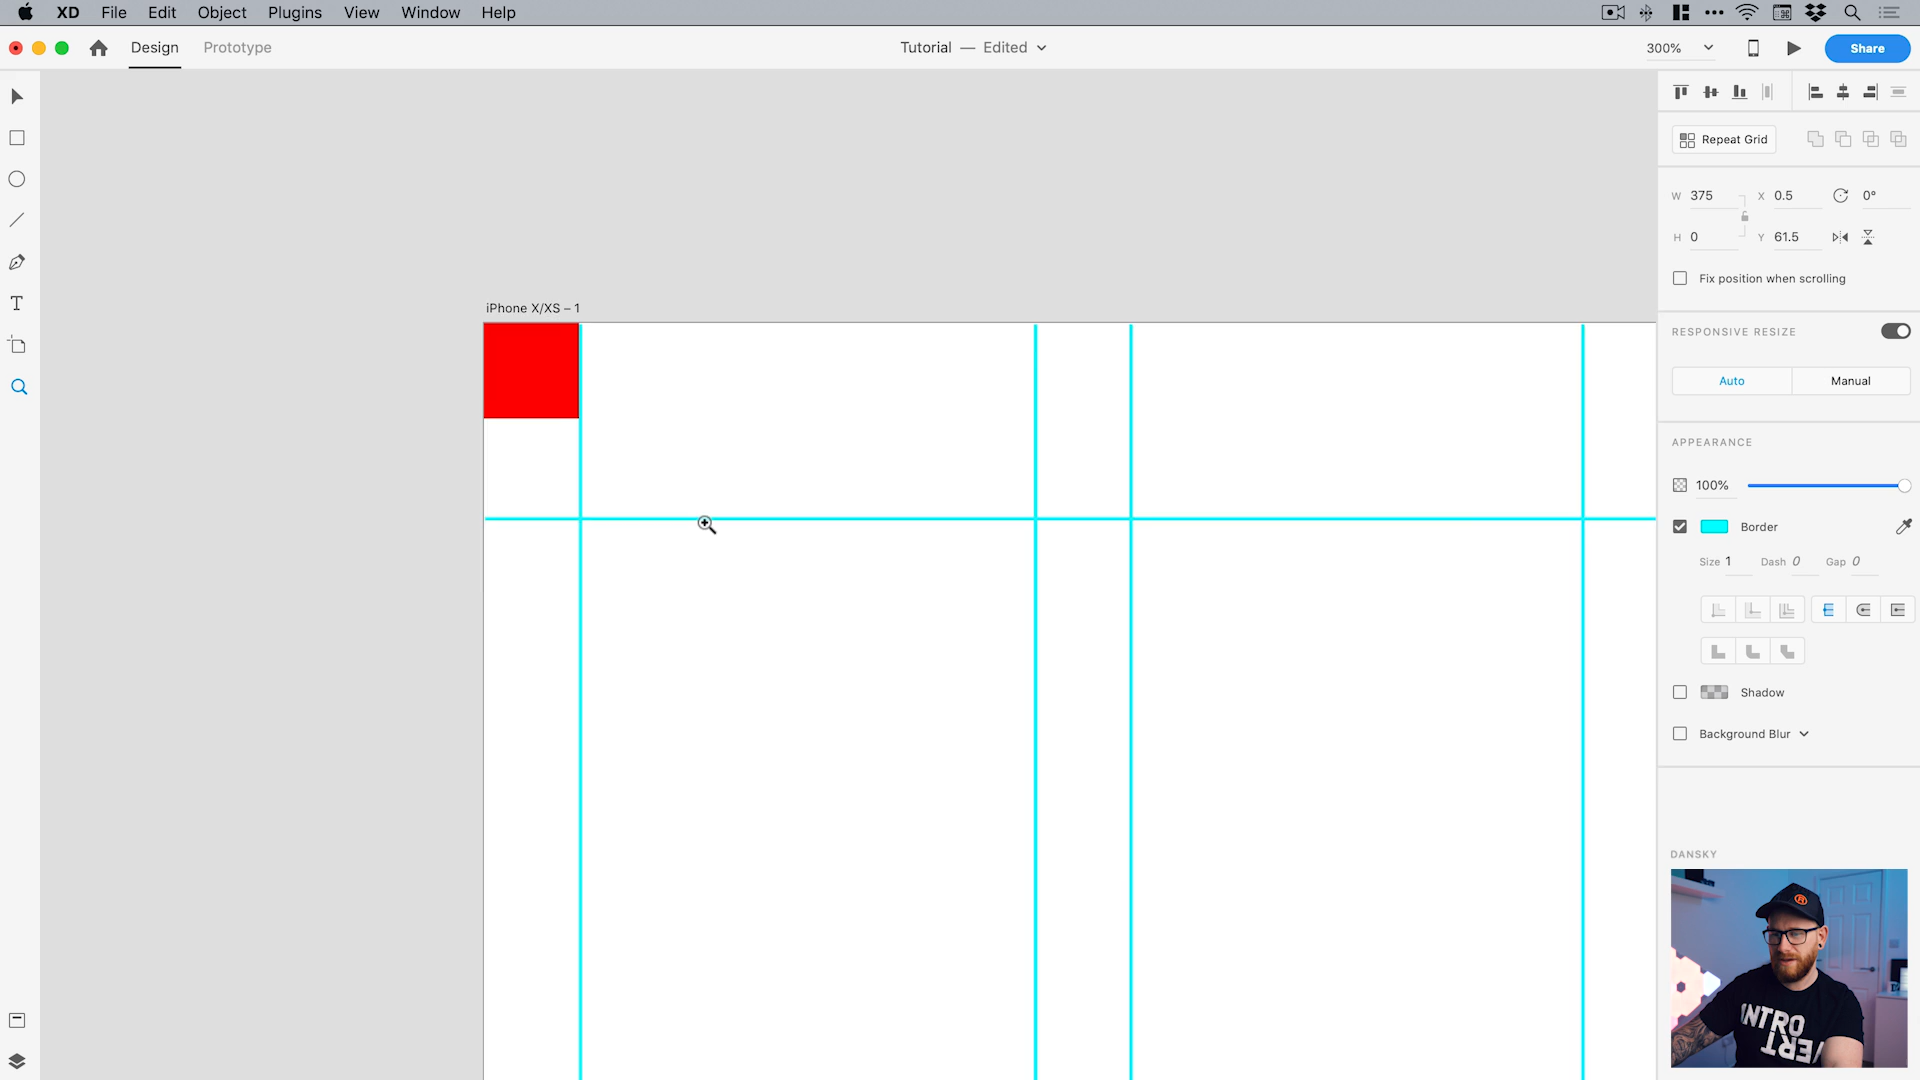 XD File Edit Object Plugins View Window Help
Design Prototype Tutorial — Edited 300% Share
Repeat Grid
W 375 X 0.5 0°
H 0 Y 61.5
Fix position when scrolling
iPhone X/XS – 1
RESPONSIVE RESIZE
Auto Manual
APPEARANCE
100%
Border
Size 1 Dash 0 Gap 0
Shadow
Background Blur
DANSKY
INTRO
VERT